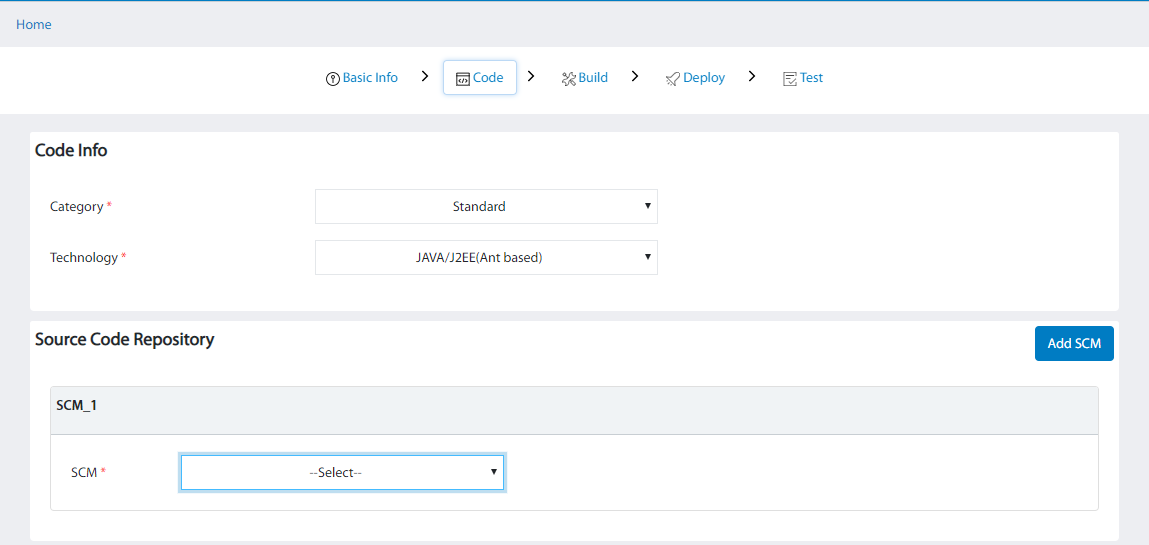 Home
Basic Info > Code > Build > Deploy > Test
Code Info
Category * Standard
Technology * JAVA/J2EE(Ant based)
Source Code Repository Add SCM
SCM_1
SCM * --Select--